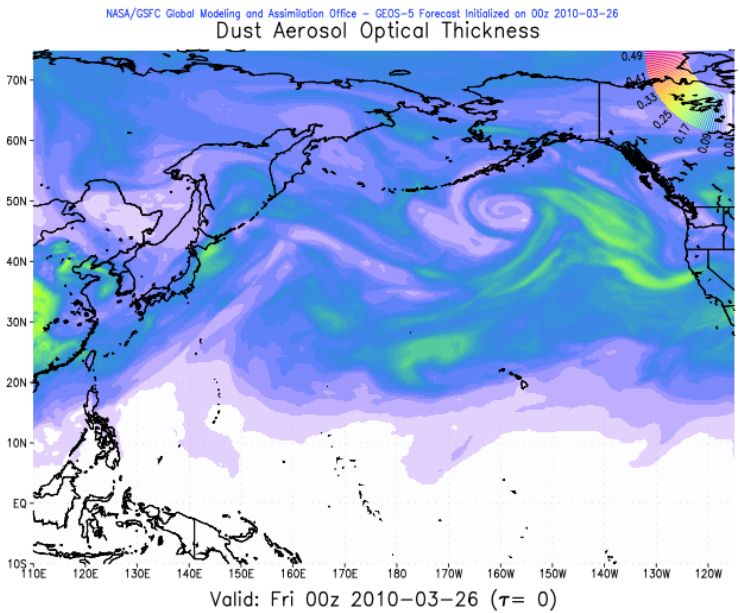 NASA/GSFC Global Modeling and Assimilation Office - GEOS-5 Forecast Initialized on 00z 2010-03-26
Dust Aerosol Optical Thickness
70N
60N
50N
40N
30N
20N
10N
EQ
10S
0.49
0.41
0.33
0.25
0.17
0.09
110E 120E 130E 140E 150E 160E 170E 180 170W 160W 150W 140W 130W 120W
Valid: Fri 00z 2010-03-26 (τ= 0)